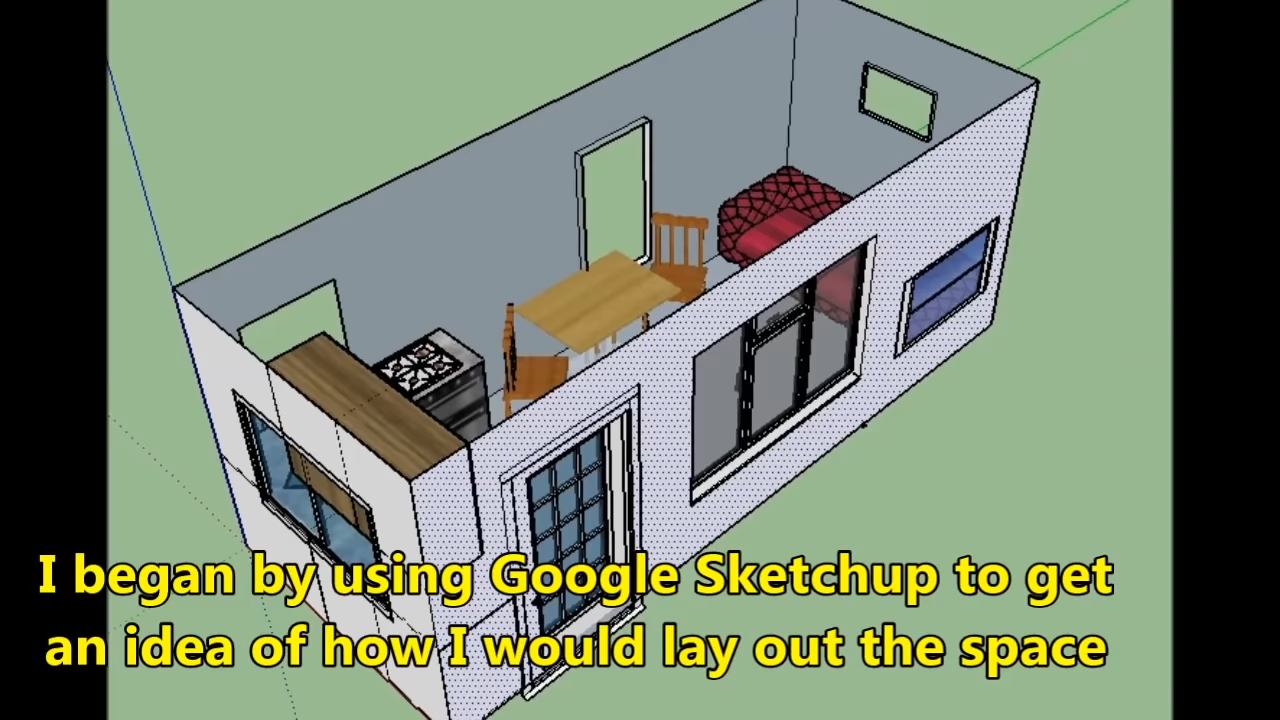 I began by using Google Sketchup to get
an idea of how I would lay out the space